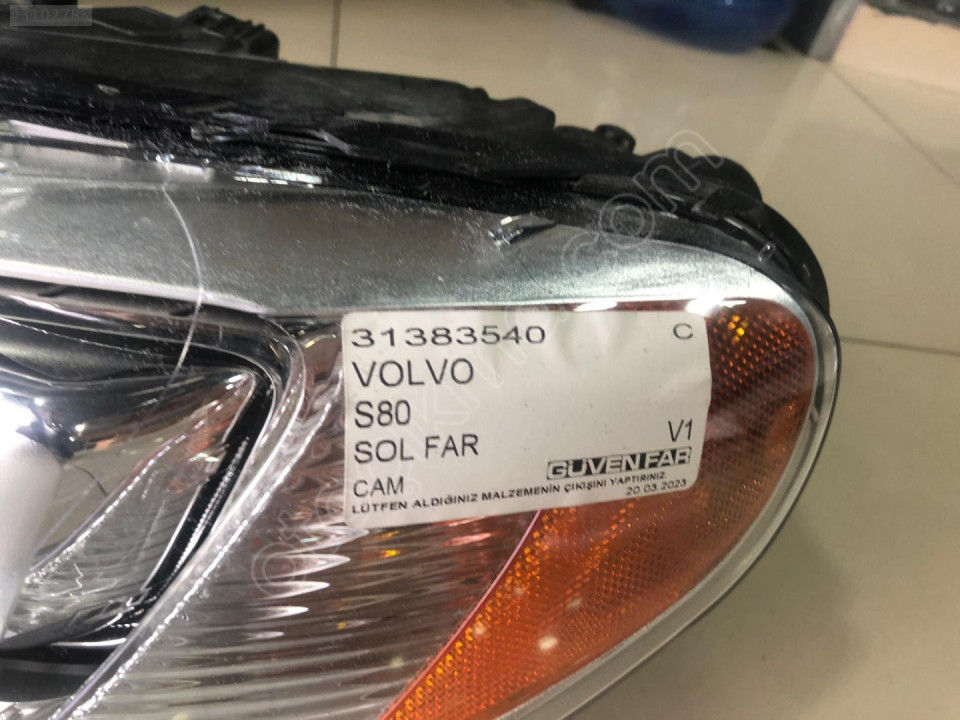 31383540 C
VOLVO
S80
SOL FAR
V1
CAM
GÜVEN FAR
LÜTFEN ALDIĞINIZ MALZEMENİN ÇIKIŞINI YAPTIRINIZ
20.03.2023